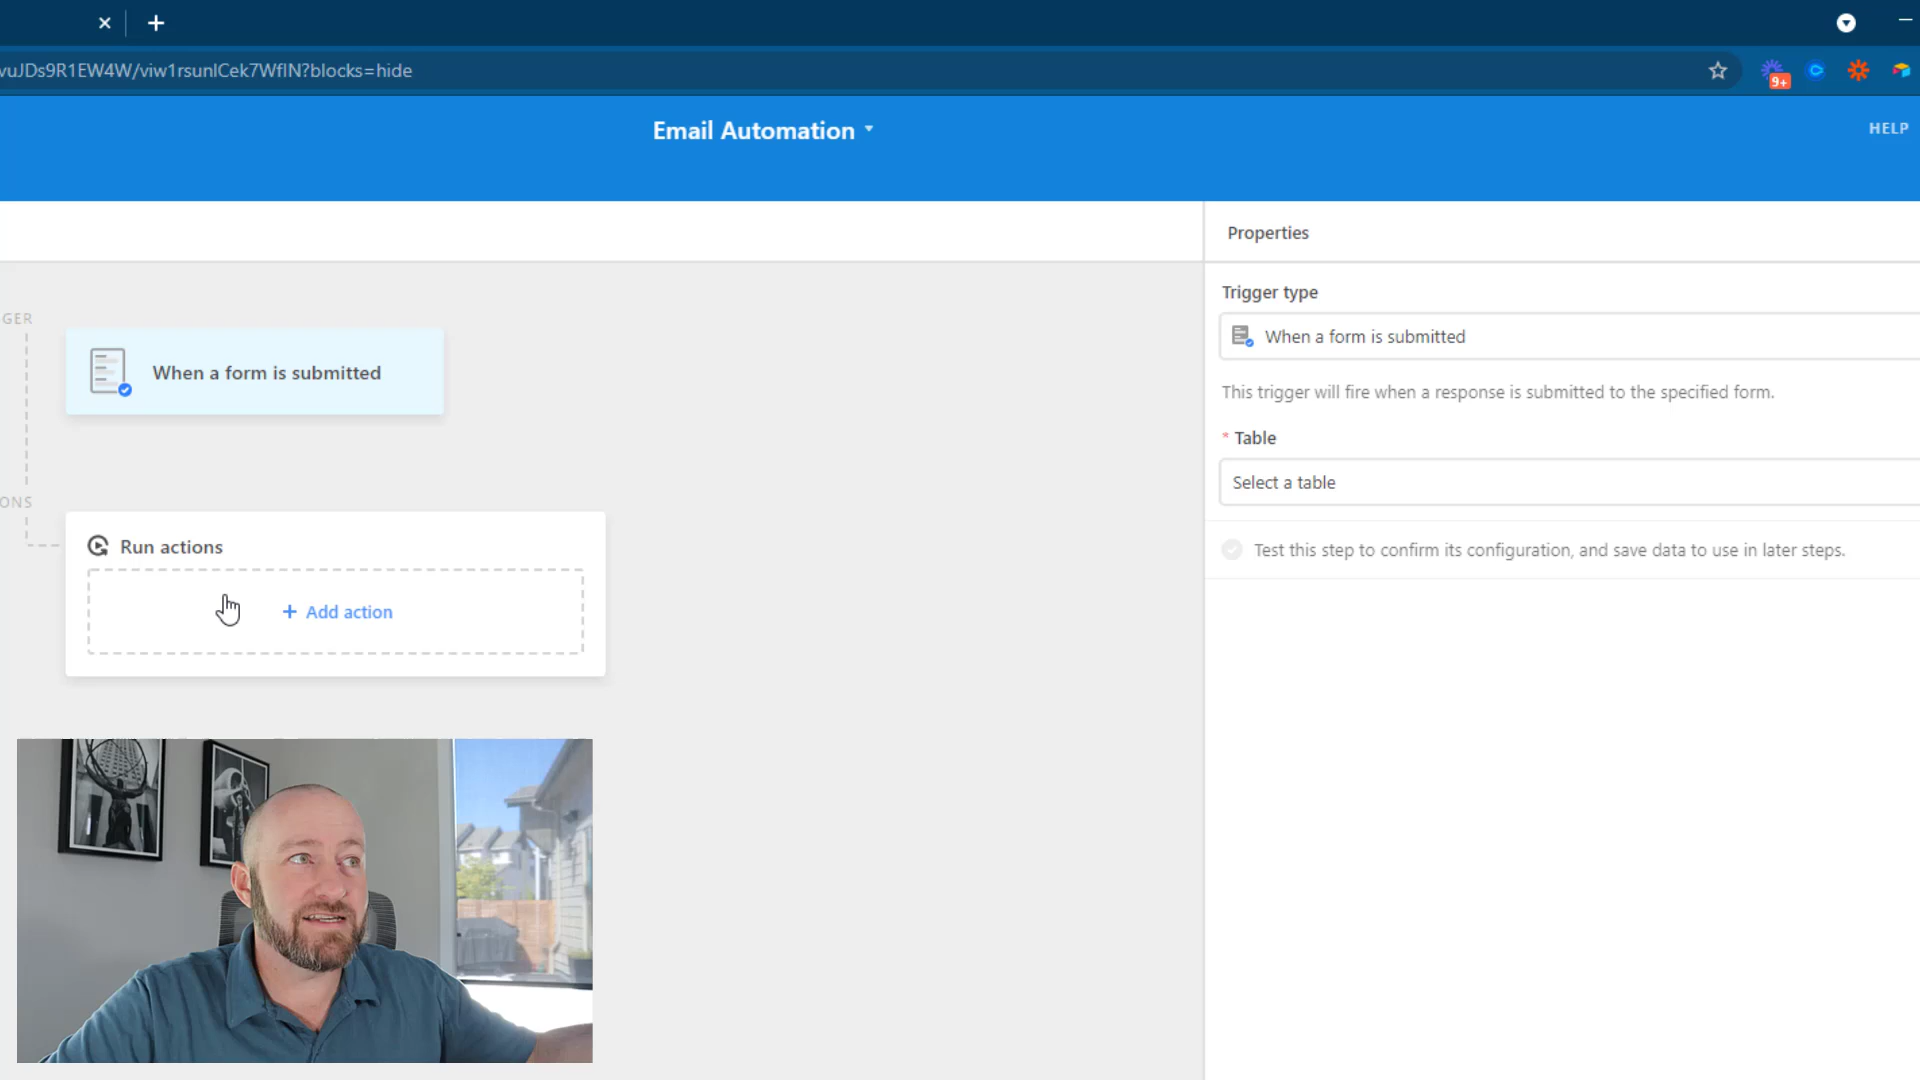 vuJDs9R1EW4W/viw1rsunlCek7WflN?blocks=hide
9+
Email Automation
HELP
Properties
GER
Trigger type
When a form is submitted
When a form is submitted
This trigger will fire when a response is submitted to the specified form.
* Table
Select a table
ONS
Run actions
Test this step to confirm its configuration, and save data to use in later steps.
+ Add action